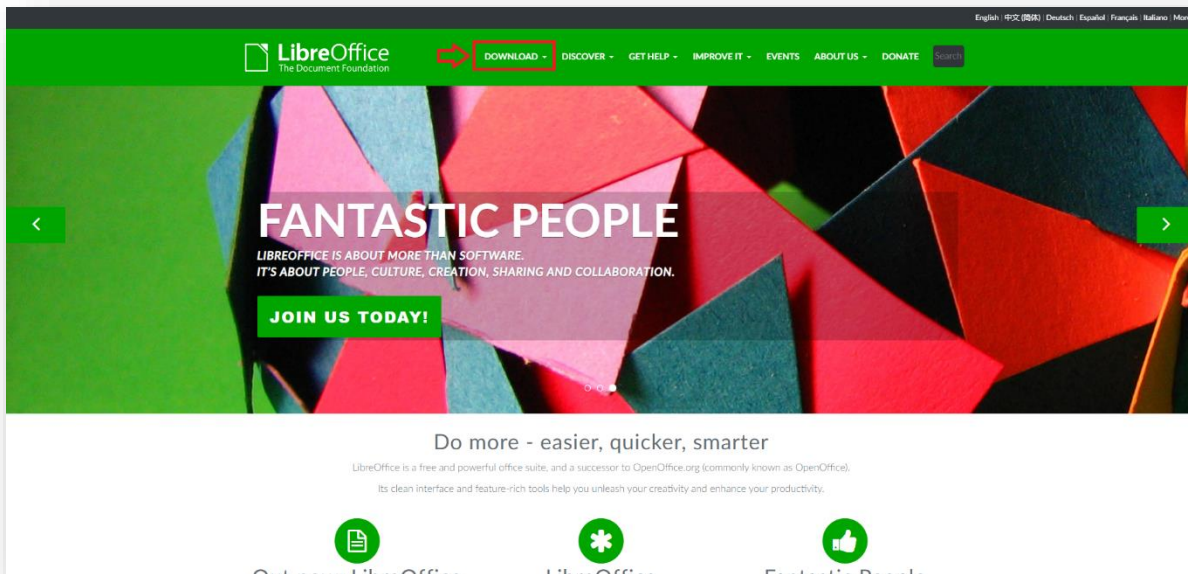 English | 中文 (简体) | Deutsch | Español | Français | Italiano | More
LibreOffice
The Document Foundation
DOWNLOAD
DISCOVER
GET HELP
IMPROVE IT
EVENTS
ABOUT US
DONATE
Search
FANTASTIC PEOPLE
LIBREOFFICE IS ABOUT MORE THAN SOFTWARE.
IT'S ABOUT PEOPLE, CULTURE, CREATION, SHARING AND COLLABORATION.
JOIN US TODAY!
Do more - easier, quicker, smarter
LibreOffice is a free and powerful office suite, and a successor to OpenOffice.org (commonly known as OpenOffice).
Its clean interface and feature-rich tools help you unleash your creativity and enhance your productivity.
LibreOffice
Fantastic People